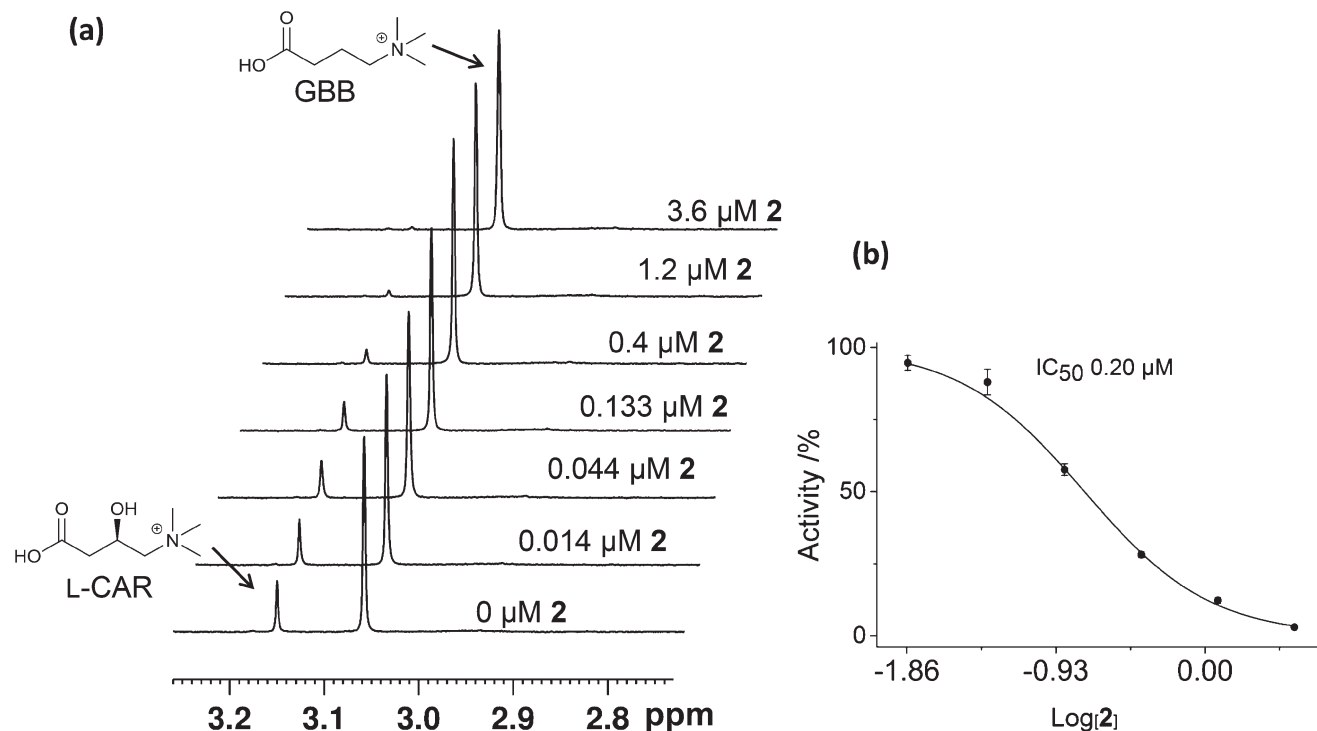 (a)
O
HO
N
⊕
GBB
3.6 µM 2
1.2 µM 2
0.4 µM 2
0.133 µM 2
0.044 µM 2
0.014 µM 2
0 µM 2
O
OH
HO
N
⊕
L-CAR
3.2 3.1 3.0 2.9 2.8 ppm
(b)
100
50
0
Activity /%
IC50 0.20 µM
-1.86 -0.93 0.00
Log[2]